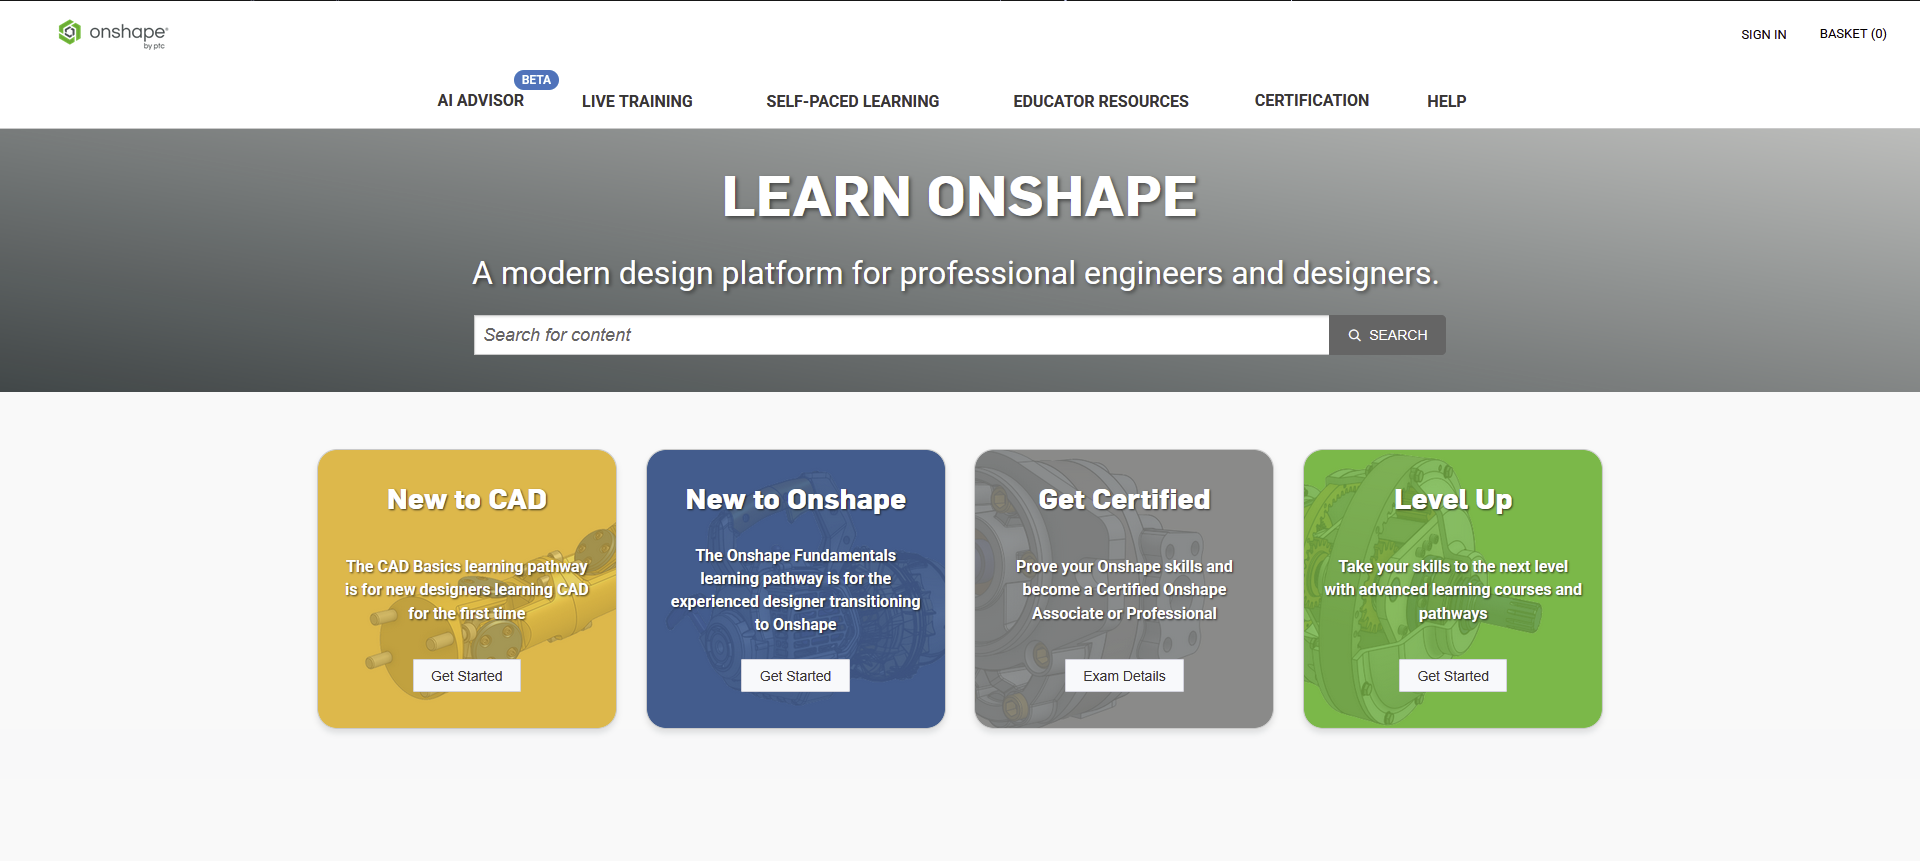 onshape
by ptc
SIGN IN
BASKET (0)
BETA
AI ADVISOR
LIVE TRAINING
SELF-PACED LEARNING
EDUCATOR RESOURCES
CERTIFICATION
HELP
LEARN ONSHAPE
A modern design platform for professional engineers and designers.
Search for content
SEARCH
New to CAD
The CAD Basics learning pathway
is for new designers learning CAD
for the first time
Get Started
New to Onshape
The Onshape Fundamentals
learning pathway is for the
experienced designer transitioning
to Onshape
Get Started
Get Certified
Prove your Onshape skills and
become a Certified Onshape
Associate or Professional
Exam Details
Level Up
Take your skills to the next level
with advanced learning courses and
pathways
Get Started